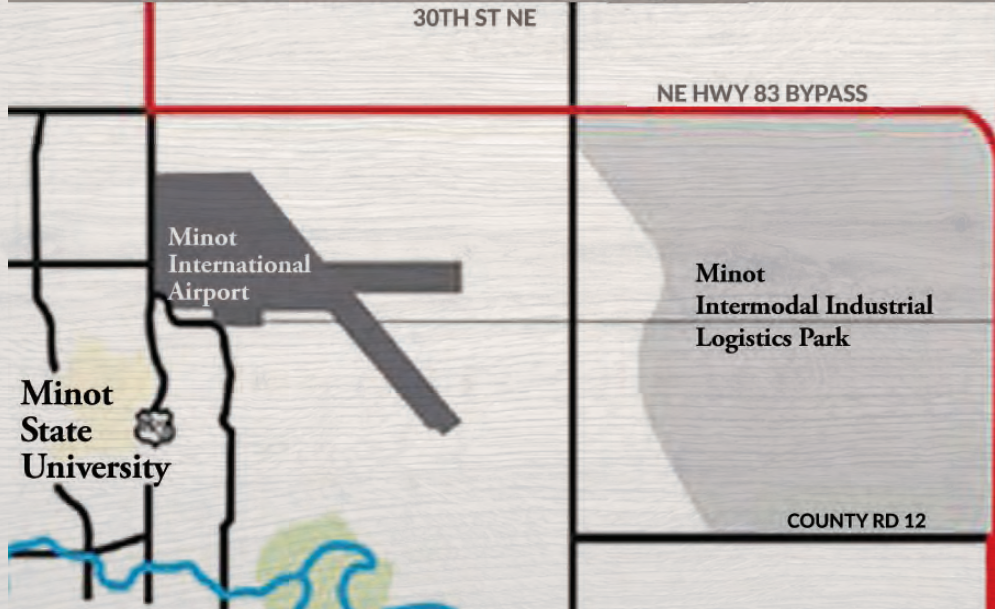 30TH ST NE
NE HWY 83 BYPASS
Minot
International
Airport
Minot
Intermodal Industrial
Logistics Park
Minot
State
University
COUNTY RD 12